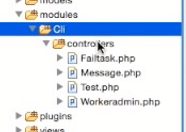 models
modules
Cli
controllers
Failtask.php
Message.php
Test.php
Workeradmin.php
plugins
views